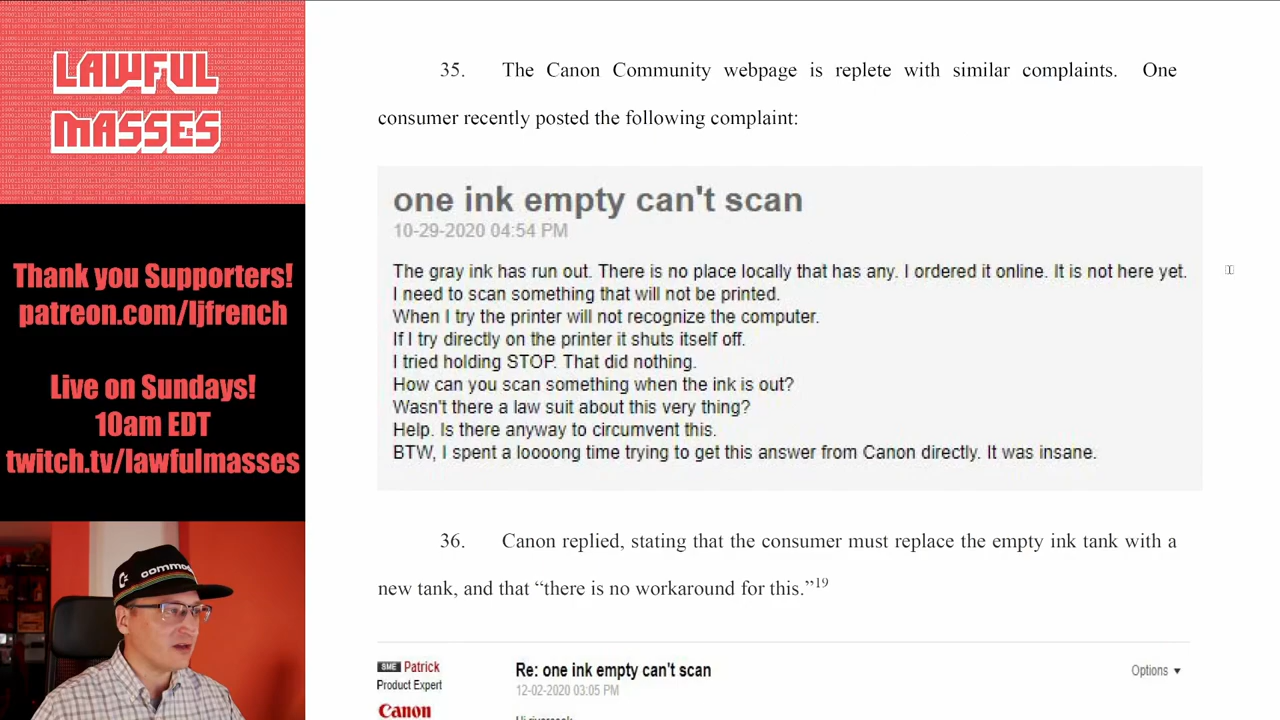 LAWFUL
MASSES
Thank you Supporters!
patreon.com/ljfrench
Live on Sundays!
10am EDT
twitch.tv/lawfulmasses
35. The Canon Community webpage is replete with similar complaints. One
consumer recently posted the following complaint:
one ink empty can't scan
10-29-2020 04:54 PM
The gray ink has run out. There is no place locally that has any. I ordered it online. It is not here yet.
I need to scan something that will not be printed.
When I try the printer will not recognize the computer.
If I try directly on the printer it shuts itself off.
I tried holding STOP. That did nothing.
How can you scan something when the ink is out?
Wasn't there a law suit about this very thing?
Help. Is there anyway to circumvent this.
BTW, I spent a loooong time trying to get this answer from Canon directly. It was insane.
36. Canon replied, stating that the consumer must replace the empty ink tank with a
new tank, and that “there is no workaround for this.”19
SME Patrick
Product Expert
Canon
Re: one ink empty can't scan
12-02-2020 03:05 PM
Options